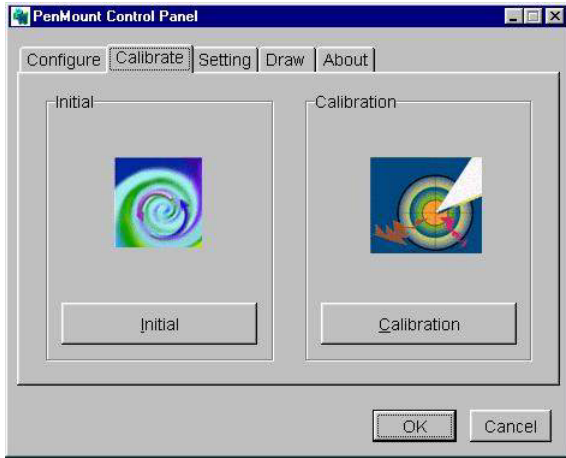 PenMount Control Panel
Configure Calibrate Setting Draw About
Initial Calibration
Initial Calibration
OK Cancel